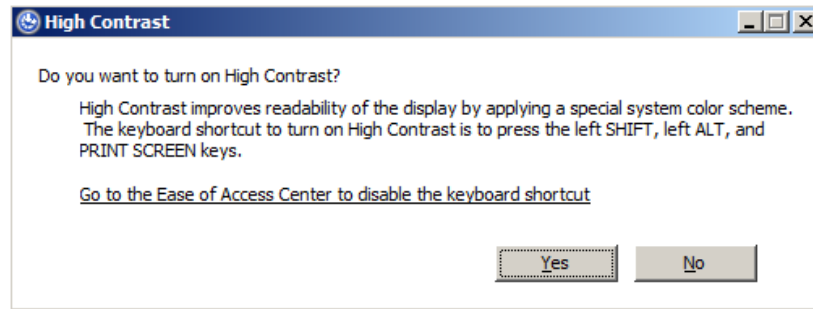 High Contrast
Do you want to turn on High Contrast?
High Contrast improves readability of the display by applying a special system color scheme.
The keyboard shortcut to turn on High Contrast is to press the left SHIFT, left ALT, and
PRINT SCREEN keys.
Go to the Ease of Access Center to disable the keyboard shortcut
Yes No